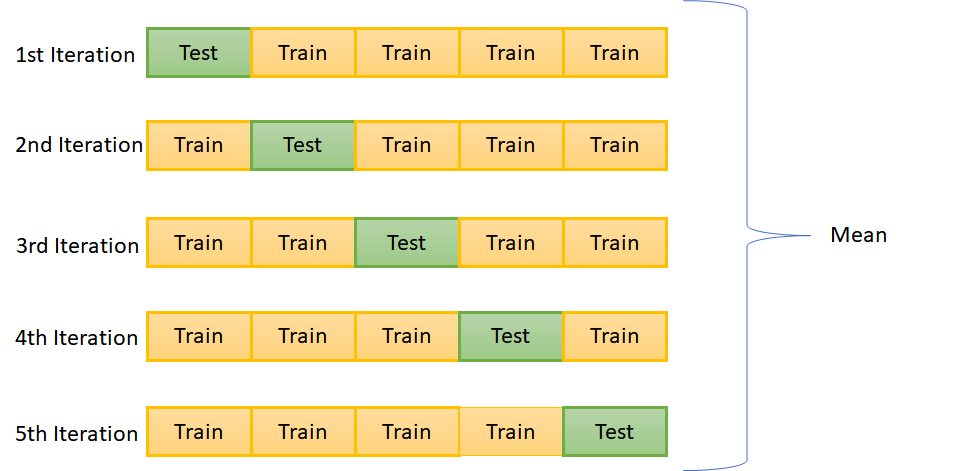 1st Iteration Test Train Train Train Train
2nd Iteration Train Test Train Train Train
3rd Iteration Train Train Test Train Train
Mean
4th Iteration Train Train Train Test Train
5th Iteration Train Train Train Train Test